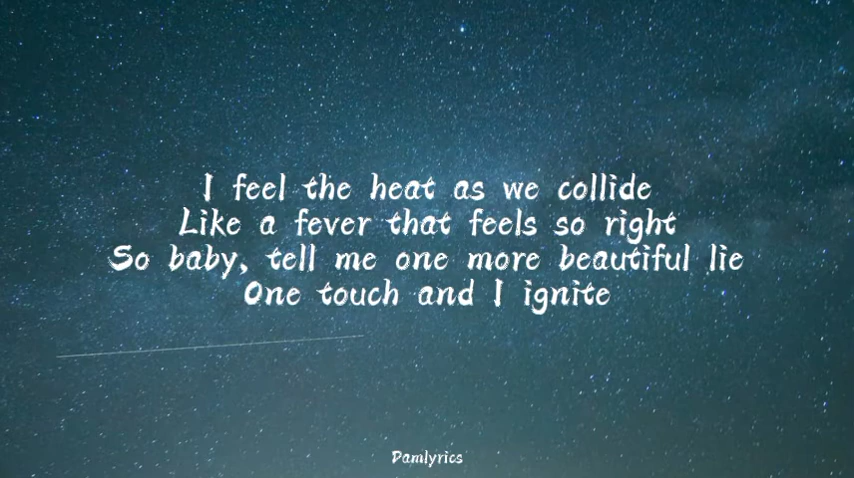 I feel the heat as we collide
Like a fever that feels so right
So baby, tell me one more beautiful lie
One touch and I ignite
Damlyrics